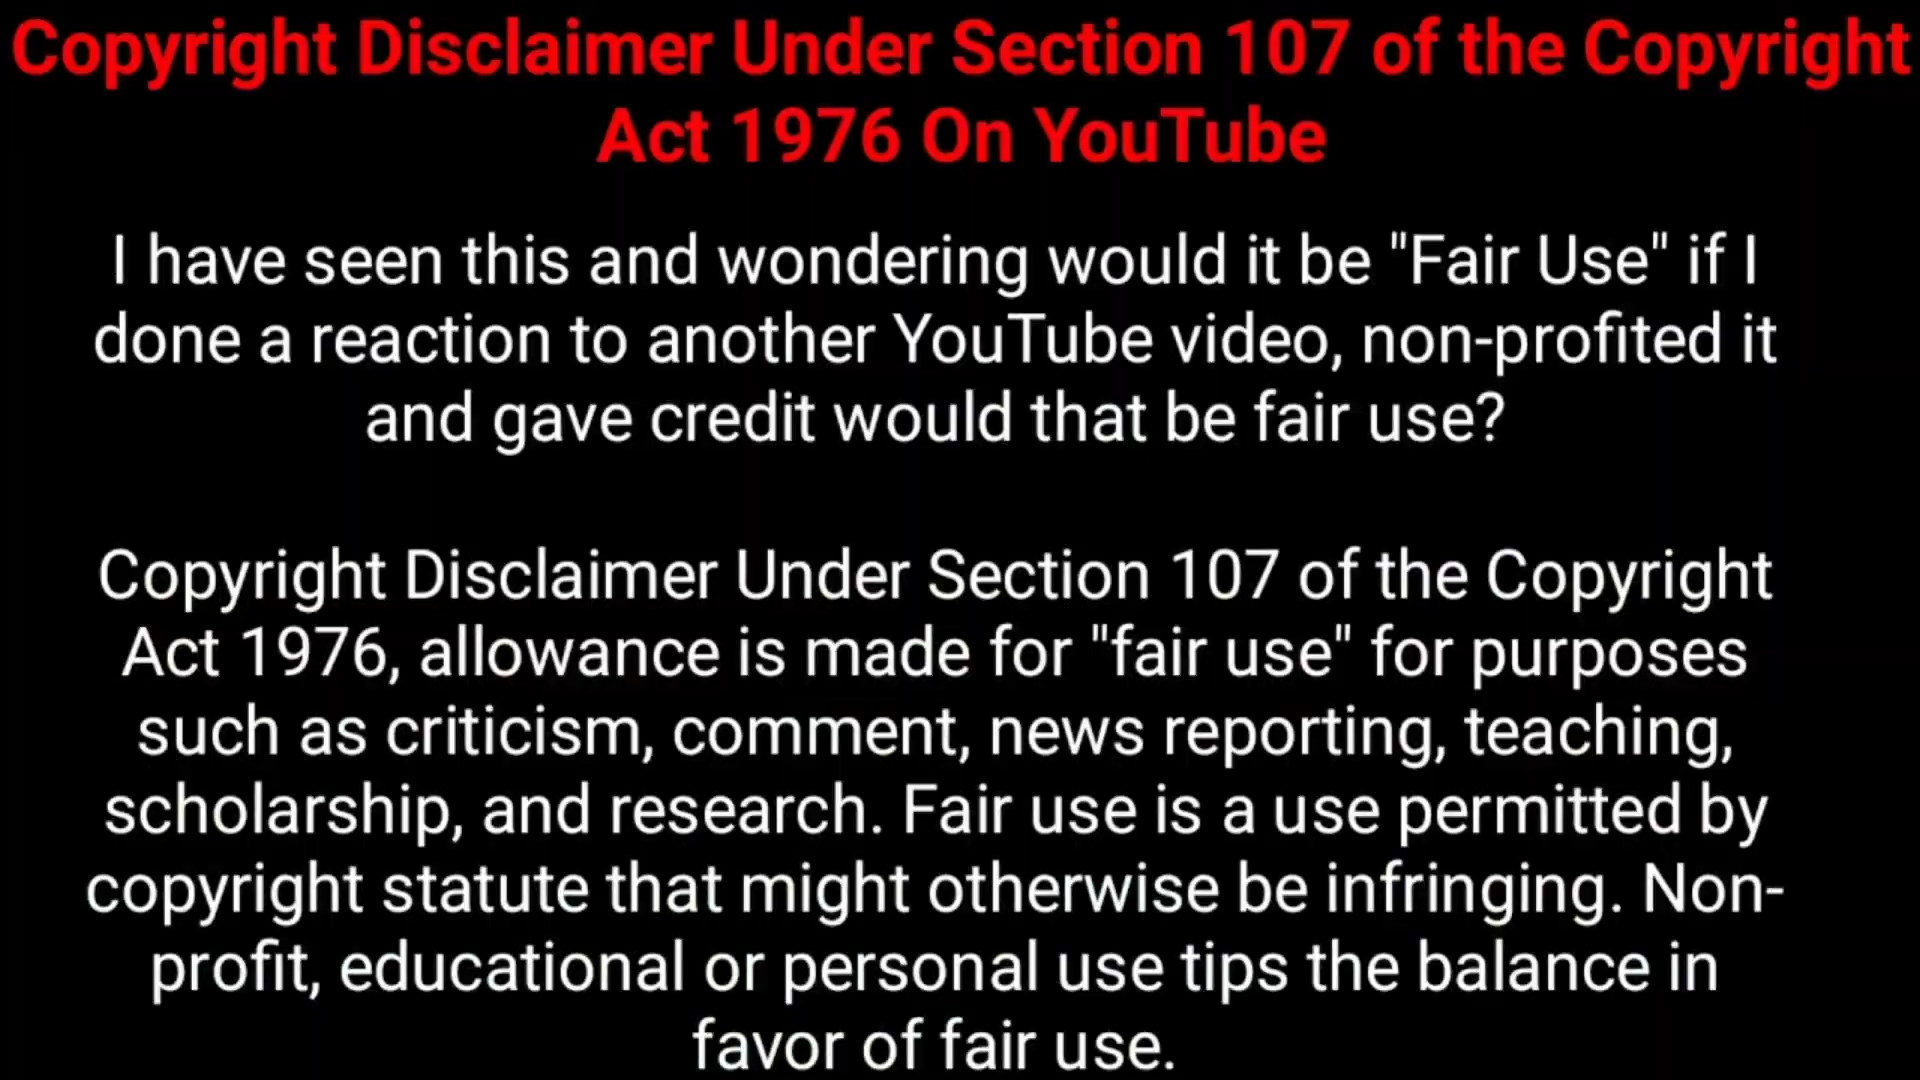 Copyright Disclaimer Under Section 107 of the Copyright
Act 1976 On YouTube
I have seen this and wondering would it be "Fair Use" if I
done a reaction to another YouTube video, non-profited it
and gave credit would that be fair use?
Copyright Disclaimer Under Section 107 of the Copyright
Act 1976, allowance is made for "fair use" for purposes
such as criticism, comment, news reporting, teaching,
scholarship, and research. Fair use is a use permitted by
copyright statute that might otherwise be infringing. Non-
profit, educational or personal use tips the balance in
favor of fair use.